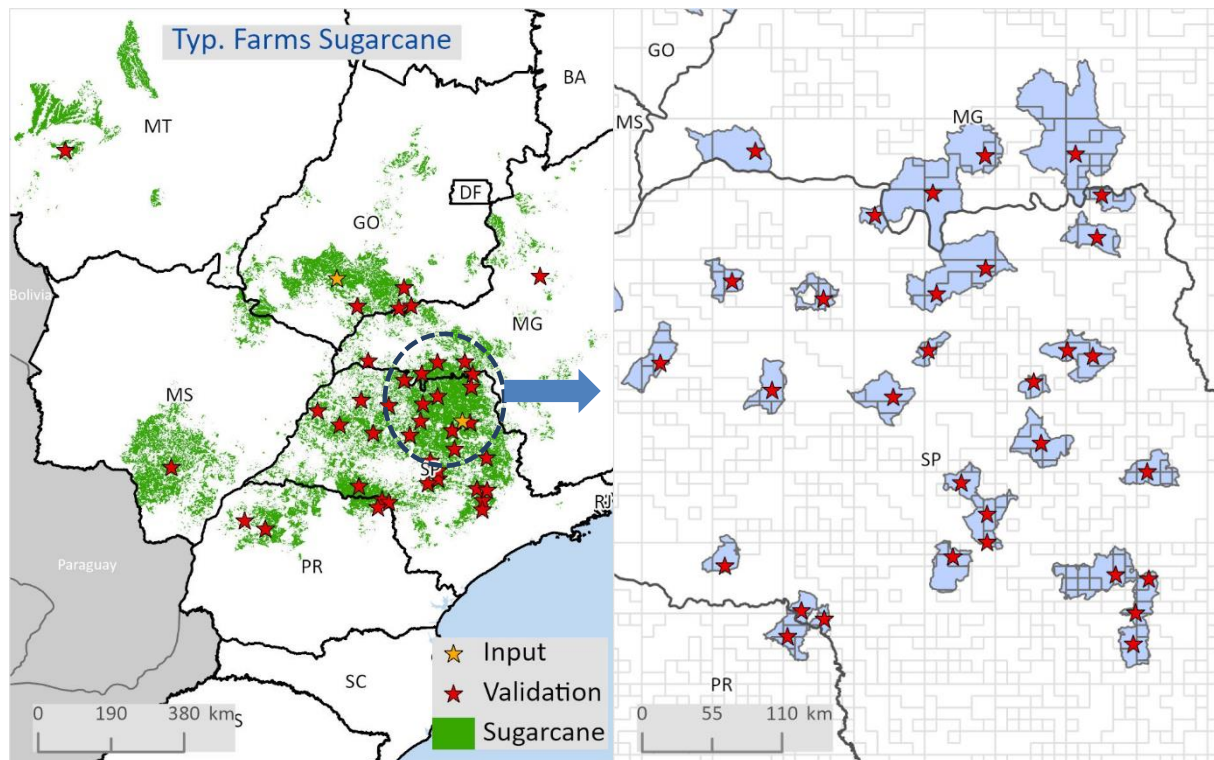 Typ. Farms Sugarcane
BA
MT
DF
GO
Bolivia
MG
MS
SP
RJ
Paraguay
PR
Input
Validation
Sugarcane
SC
S
0 190 380 km
GO
MS
MG
SP
PR
0 55 110 km